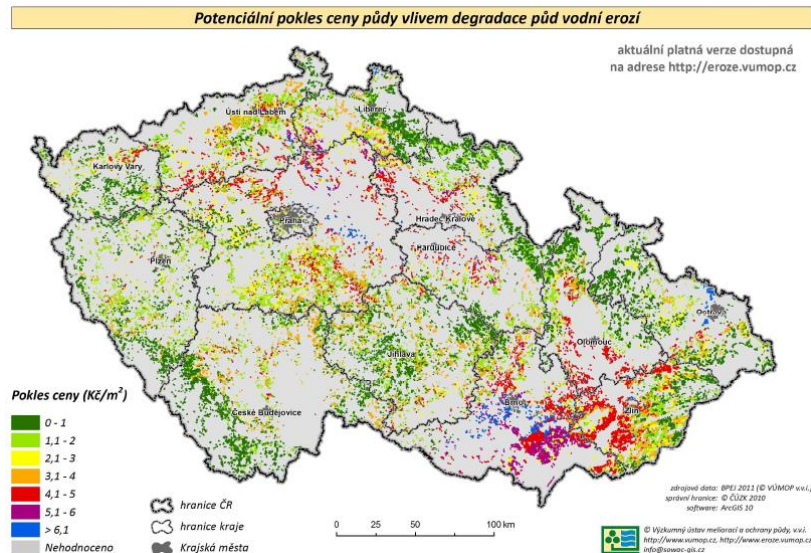 Potenciální pokles ceny půdy vlivem degradace půd vodní erozí
aktuální platná verze dostupná
na adrese http://eroze.vumop.cz
Liberec
Ústí nad Labem
Karlovy Vary
Praha
Hradec Králové
Pardubice
Plzeň
Ostrava
Olomouc
Jihlava
Brno
Zlín
České Budějovice
Pokles ceny (Kč/m²)
0 - 1
1,1 - 2
2,1 - 3
3,1 - 4
4,1 - 5
5,1 - 6
> 6,1
Nehodnoceno
hranice ČR
hranice kraje
Krajská města
0 25 50 100 km
zdrojová data: BPEJ 2011 (© VÚMOP v.v.i.)
správní hranice: © ČÚZK 2010
software: ArcGIS 10
© Výzkumný ústav meliorací a ochrany půdy, v.v.i.
http://www.vumop.cz, http://www.eroze.vumop.cz
info@sowac-gis.cz